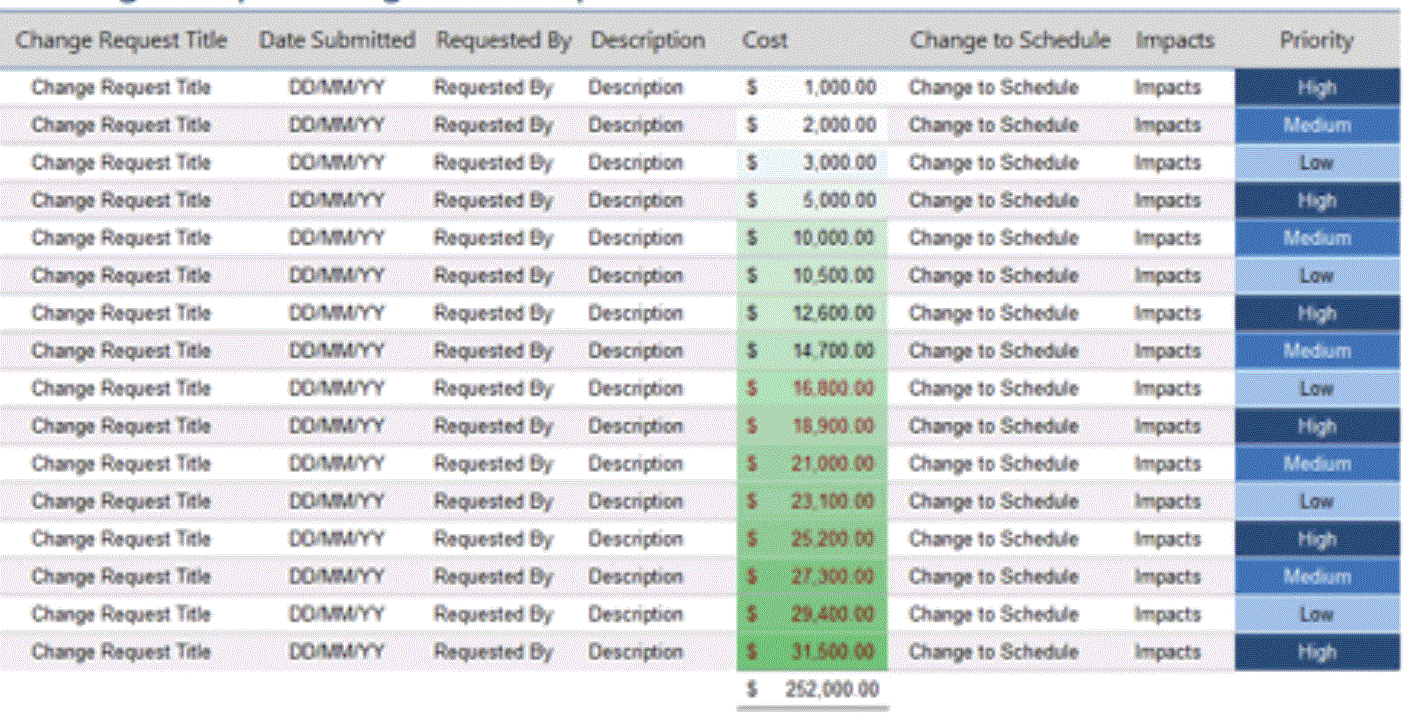 Change Request Title Date Submitted Requested By Description Cost Change to Schedule Impacts Priority
Change Request Title DD/MM/YY Requested By Description $ 1,000.00 Change to Schedule Impacts High
Change Request Title DD/MM/YY Requested By Description $ 2,000.00 Change to Schedule Impacts Medium
Change Request Title DD/MM/YY Requested By Description $ 3,000.00 Change to Schedule Impacts Low
Change Request Title DD/MM/YY Requested By Description $ 5,000.00 Change to Schedule Impacts High
Change Request Title DD/MM/YY Requested By Description $ 10,000.00 Change to Schedule Impacts Medium
Change Request Title DD/MM/YY Requested By Description $ 10,500.00 Change to Schedule Impacts Low
Change Request Title DD/MM/YY Requested By Description $ 12,600.00 Change to Schedule Impacts High
Change Request Title DD/MM/YY Requested By Description $ 14,700.00 Change to Schedule Impacts Medium
Change Request Title DD/MM/YY Requested By Description $ 16,800.00 Change to Schedule Impacts Low
Change Request Title DD/MM/YY Requested By Description $ 18,900.00 Change to Schedule Impacts High
Change Request Title DD/MM/YY Requested By Description $ 21,000.00 Change to Schedule Impacts Medium
Change Request Title DD/MM/YY Requested By Description $ 23,100.00 Change to Schedule Impacts Low
Change Request Title DD/MM/YY Requested By Description $ 25,200.00 Change to Schedule Impacts High
Change Request Title DD/MM/YY Requested By Description $ 27,300.00 Change to Schedule Impacts Medium
Change Request Title DD/MM/YY Requested By Description $ 29,400.00 Change to Schedule Impacts Low
Change Request Title DD/MM/YY Requested By Description $ 31,500.00 Change to Schedule Impacts High
$ 252,000.00